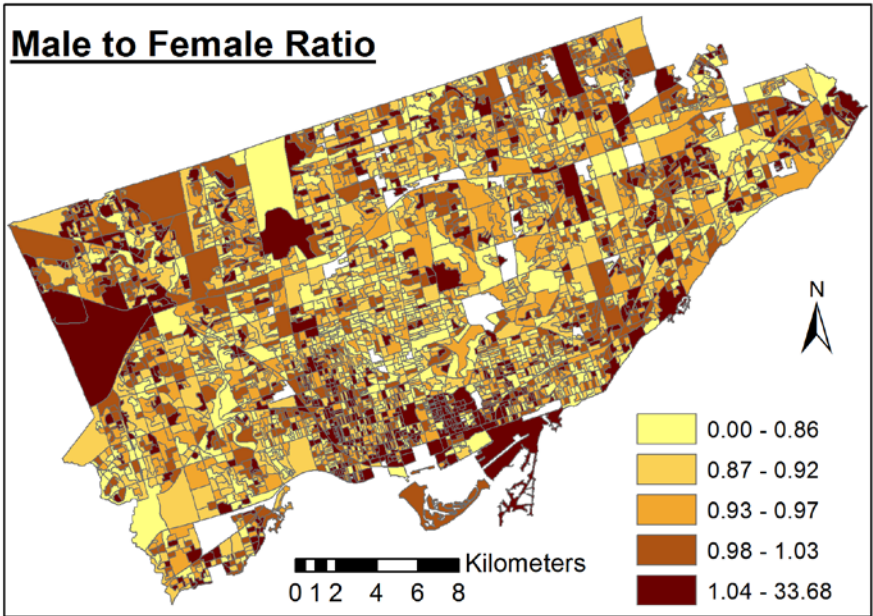 Male to Female Ratio
N
0.00 - 0.86
0.87 - 0.92
0.93 - 0.97
0.98 - 1.03
1.04 - 33.68
Kilometers
0 1 2 4 6 8